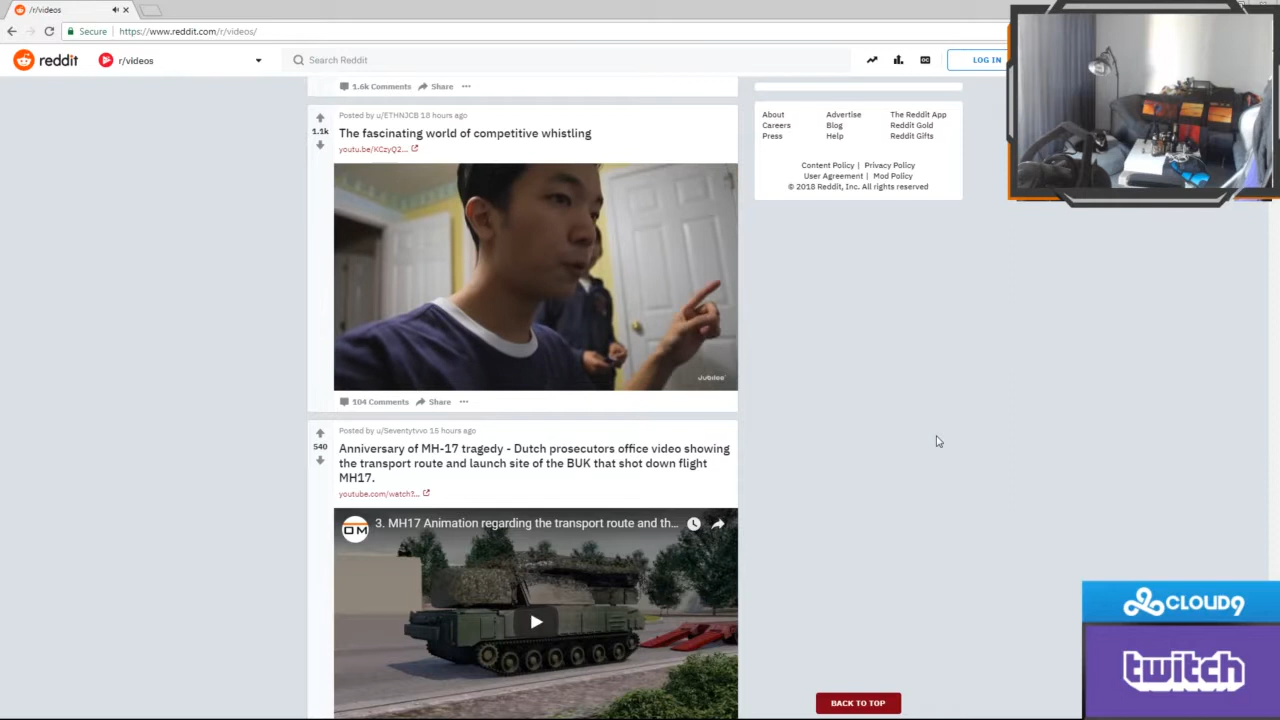 /r/videos
Secure
https://www.reddit.com/r/videos/
reddit
r/videos
Search Reddit
LOG IN
1.6k Comments
Share
Posted by u/ETHNJCB 18 hours ago
1.1k
The fascinating world of competitive whistling
youtu.be/KCzyQ2...
Jubilee
104 Comments
Share
Posted by u/Seventytvvo 15 hours ago
540
Anniversary of MH-17 tragedy - Dutch prosecutors office video showing
the transport route and launch site of the BUK that shot down flight
MH17.
youtube.com/watch?...
OM
3. MH17 Animation regarding the transport route and th...
About
Advertise
The Reddit App
Careers
Blog
Reddit Gold
Press
Help
Reddit Gifts
Content Policy | Privacy Policy
User Agreement | Mod Policy
© 2018 Reddit, Inc. All rights reserved
BACK TO TOP
CLOUD9
twitch